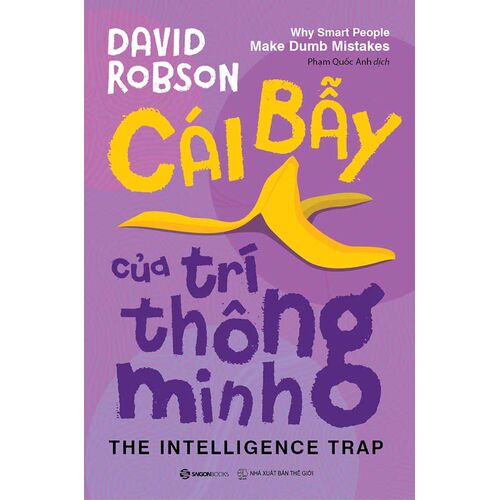 DAVID
ROBSON
Why Smart People
Make Dumb Mistakes
Phạm Quốc Anh dịch
CÁI BẪY
của trí
thông
minh
THE INTELLIGENCE TRAP
SAIGONBOOKS
NHÀ XUẤT BẢN THẾ GIỚI